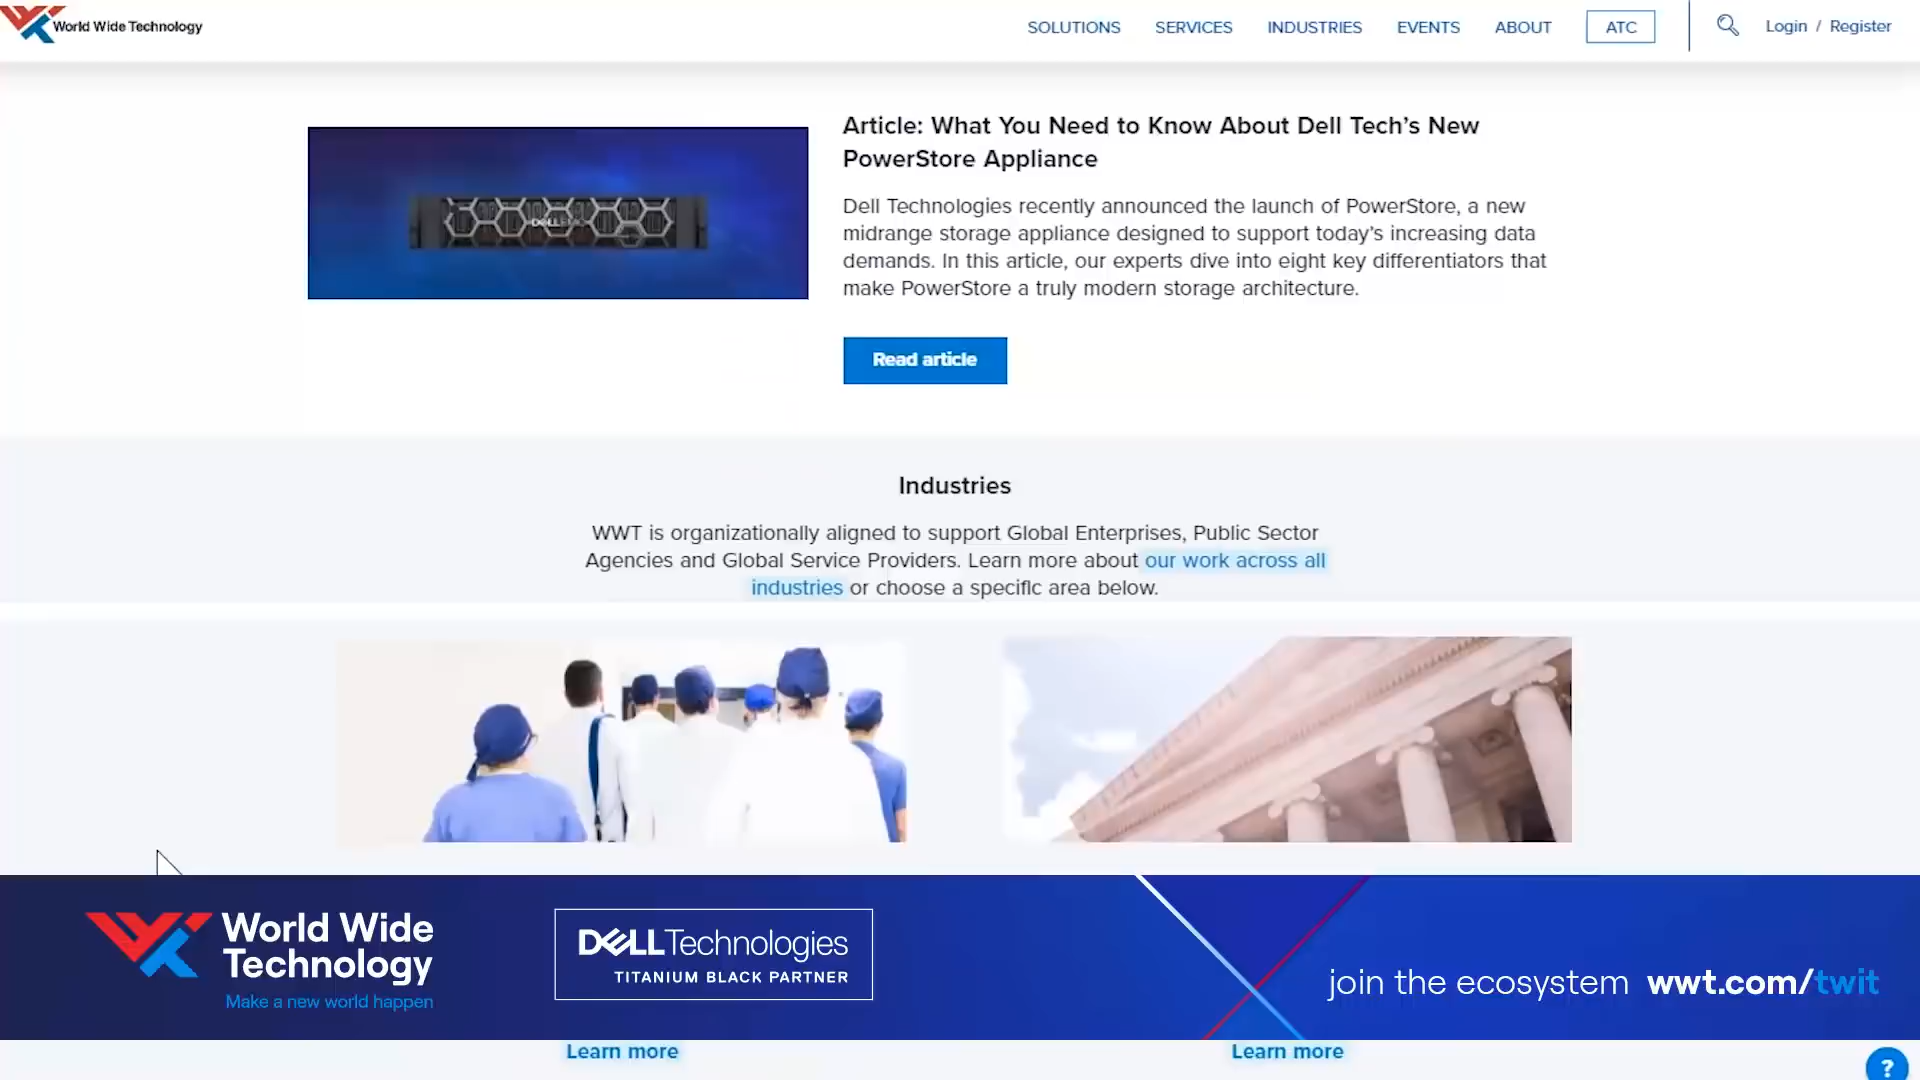 World Wide Technology
SOLUTIONS SERVICES INDUSTRIES EVENTS ABOUT ATC Login / Register
Article: What You Need to Know About Dell Tech's New
PowerStore Appliance
Dell Technologies recently announced the launch of PowerStore, a new
midrange storage appliance designed to support today's increasing data
demands. In this article, our experts dive into eight key differentiators that
make PowerStore a truly modern storage architecture.
DELLEMC
Read article
Industries
WWT is organizationally aligned to support Global Enterprises, Public Sector
Agencies and Global Service Providers. Learn more about our work across all
industries or choose a specific area below.
World Wide
Technology
Make a new world happen
DELLTechnologies
TITANIUM BLACK PARTNER
join the ecosystem wwt.com/twit
Learn more Learn more
?